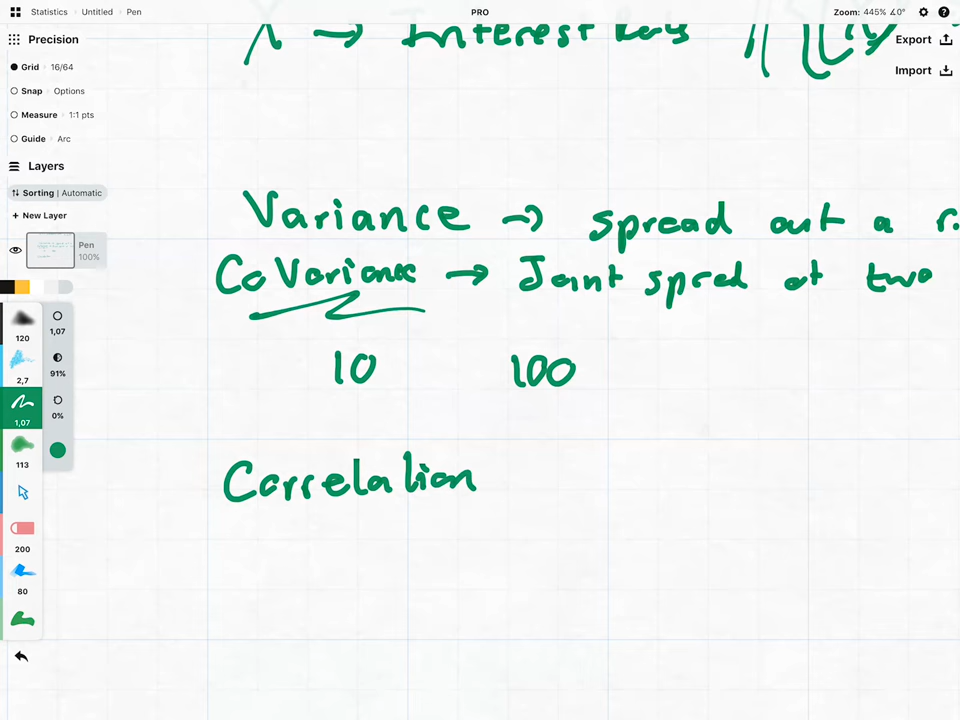 Statistics › Untitled › Pen
PRO
Zoom: 445% ∠0°
Precision
Export
Import
Grid › 16/64
Snap › Options
Measure › 1:1 pts
Guide › Arc
Layers
Sorting | Automatic
+ New Layer
Pen
100%
120
2,7
1,07
113
200
80
1,07
91%
0%
X → Interest
Variance → spread out a r.
CoVariance → Joint spred at two
10 100
Correlation